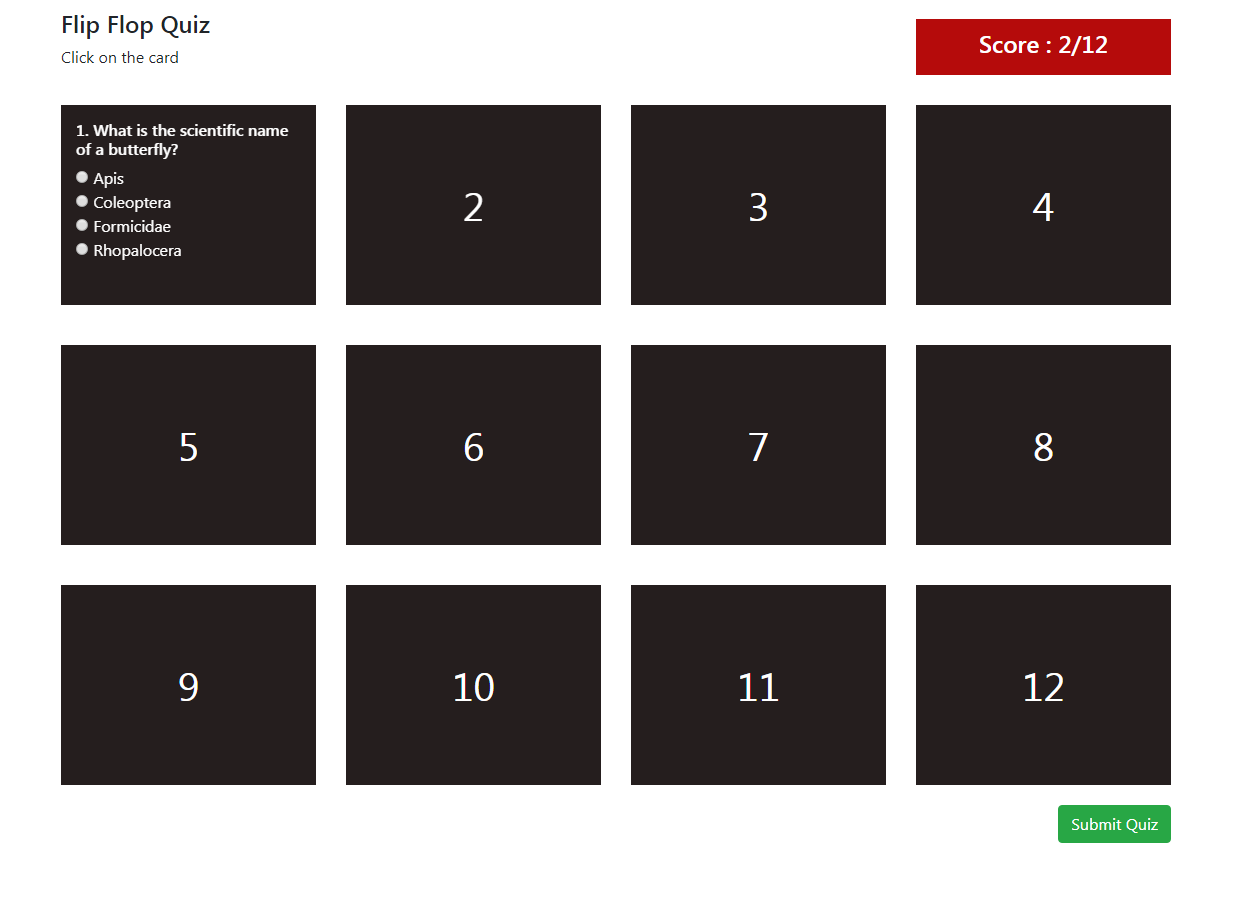 Flip Flop Quiz
Click on the card
Score : 2/12
1. What is the scientific name
of a butterfly?
Apis
Coleoptera
Formicidae
Rhopalocera
2
3
4
5
6
7
8
9
10
11
12
Submit Quiz